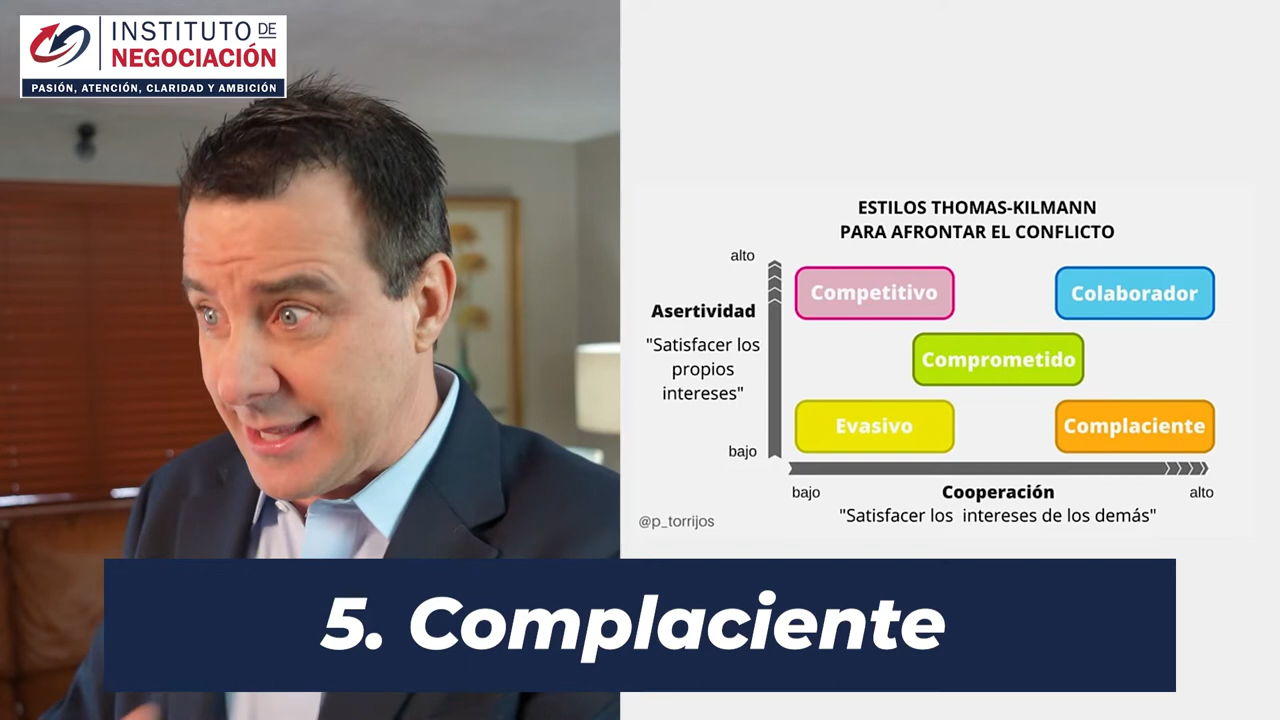 INSTITUTO DE
NEGOCIACIÓN
PASIÓN, ATENCIÓN, CLARIDAD Y AMBICIÓN
ESTILOS THOMAS-KILMANN
PARA AFRONTAR EL CONFLICTO
alto
Asertividad
"Satisfacer los
propios
intereses"
bajo
Competitivo
Colaborador
Comprometido
Evasivo
Complaciente
bajo
Cooperación
alto
"Satisfacer los intereses de los demás"
@p_torrijos
5. Complaciente